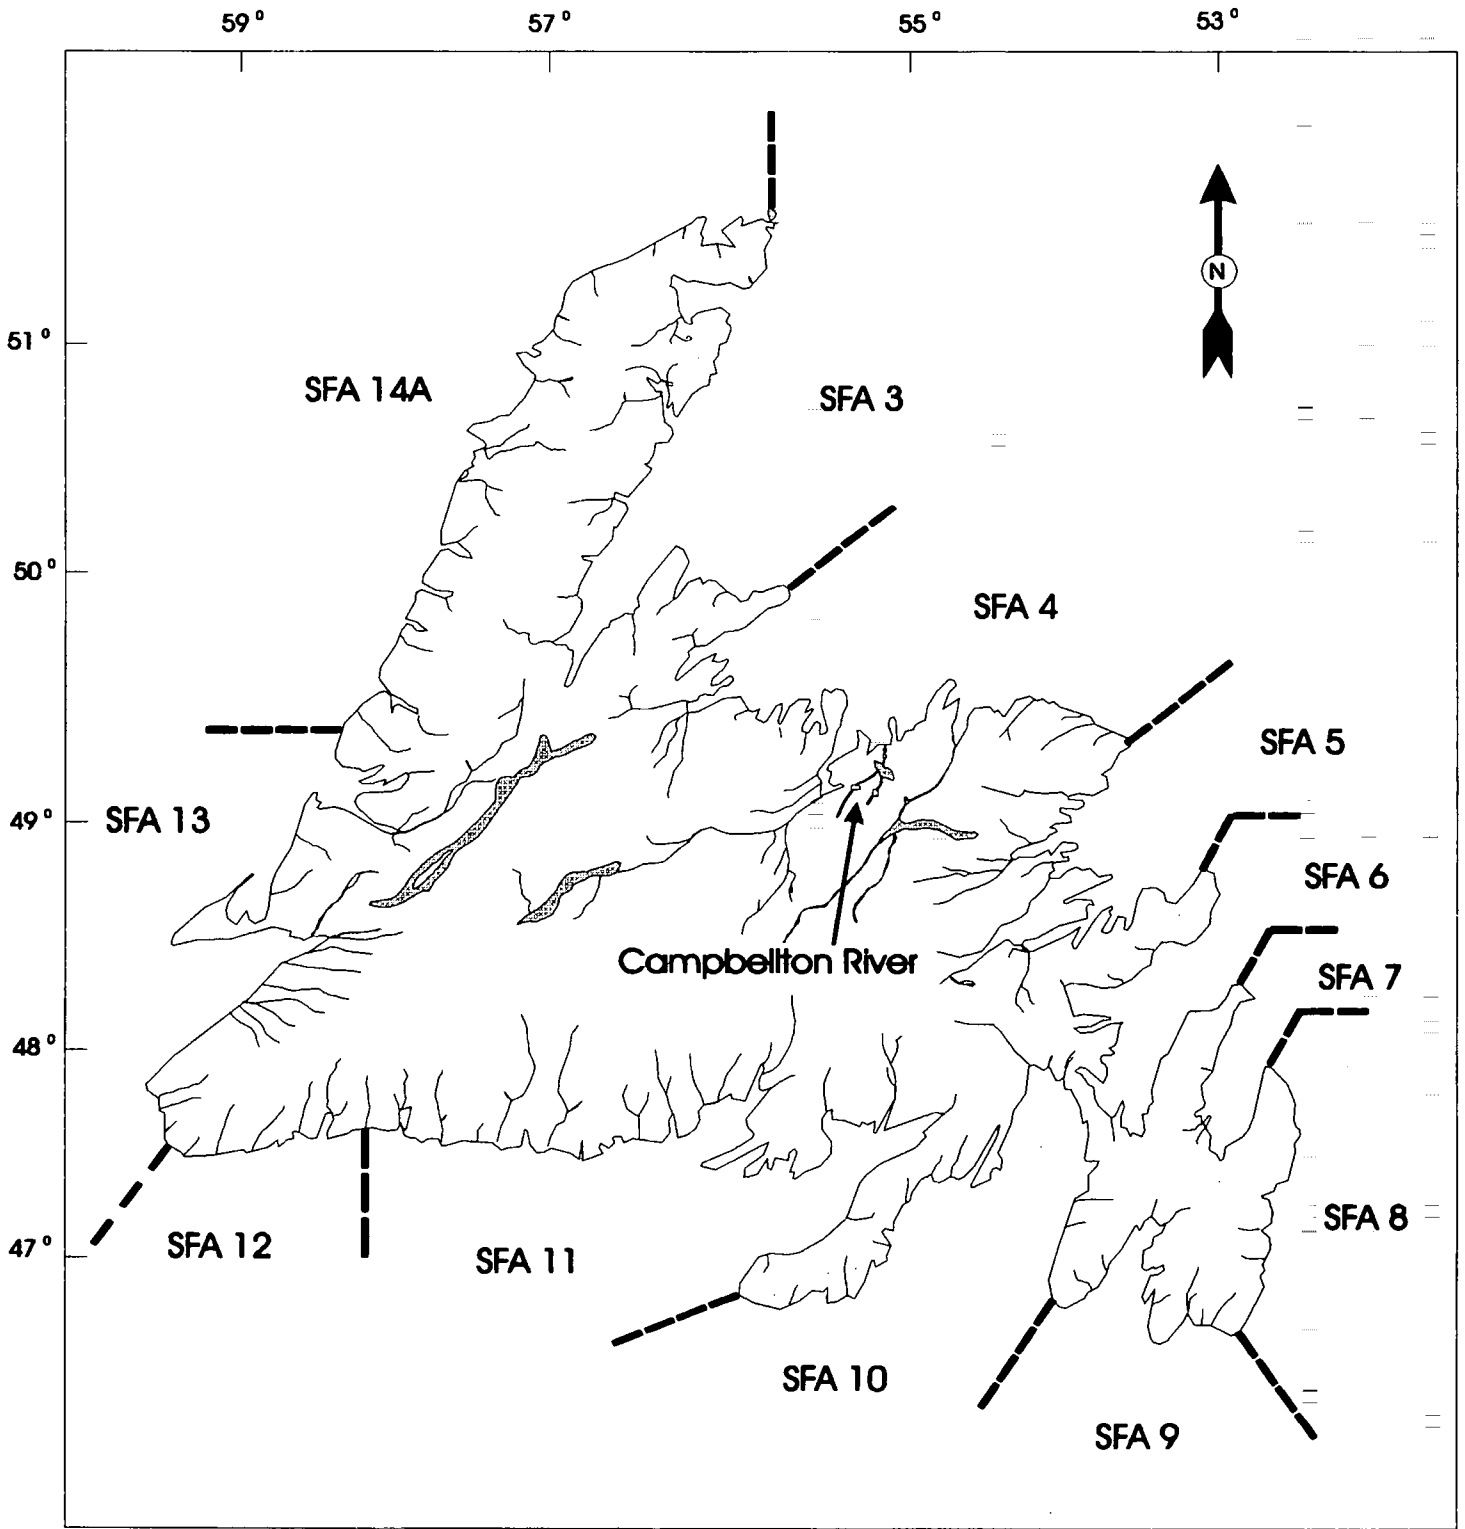 59° 57° 55° 53°
N
51°
SFA 14A SFA 3
50°
SFA 4
SFA 5
SFA 13 49°
SFA 6
Campbellton River
SFA 7
48°
SFA 8
47° SFA 12 SFA 11
SFA 10
SFA 9